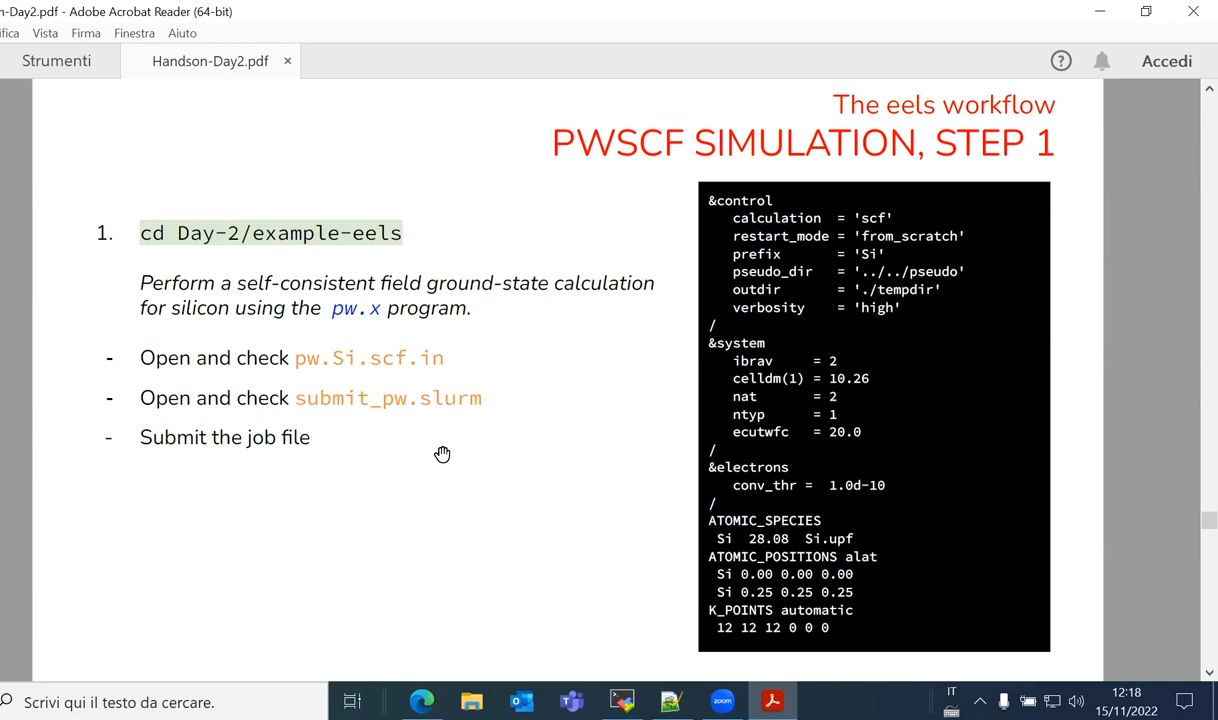 n-Day2.pdf - Adobe Acrobat Reader (64-bit)
ifica Vista Firma Finestra Aiuto
Strumenti Handson-Day2.pdf × ? Accedi
The eels workflow
PWSCF SIMULATION, STEP 1
1. cd Day-2/example-eels
Perform a self-consistent field ground-state calculation
for silicon using the pw.x program.
- Open and check pw.Si.scf.in
- Open and check submit_pw.slurm
- Submit the job file
&control
calculation = 'scf'
restart_mode = 'from_scratch'
prefix = 'Si'
pseudo_dir = '../../pseudo'
outdir = './tempdir'
verbosity = 'high'
/
&system
ibrav = 2
celldm(1) = 10.26
nat = 2
ntyp = 1
ecutwfc = 20.0
/
&electrons
conv_thr = 1.0d-10
/
ATOMIC_SPECIES
Si 28.08 Si.upf
ATOMIC_POSITIONS alat
Si 0.00 0.00 0.00
Si 0.25 0.25 0.25
K_POINTS automatic
12 12 12 0 0 0
Scrivi qui il testo da cercare.
zoom
IT
12:18
15/11/2022